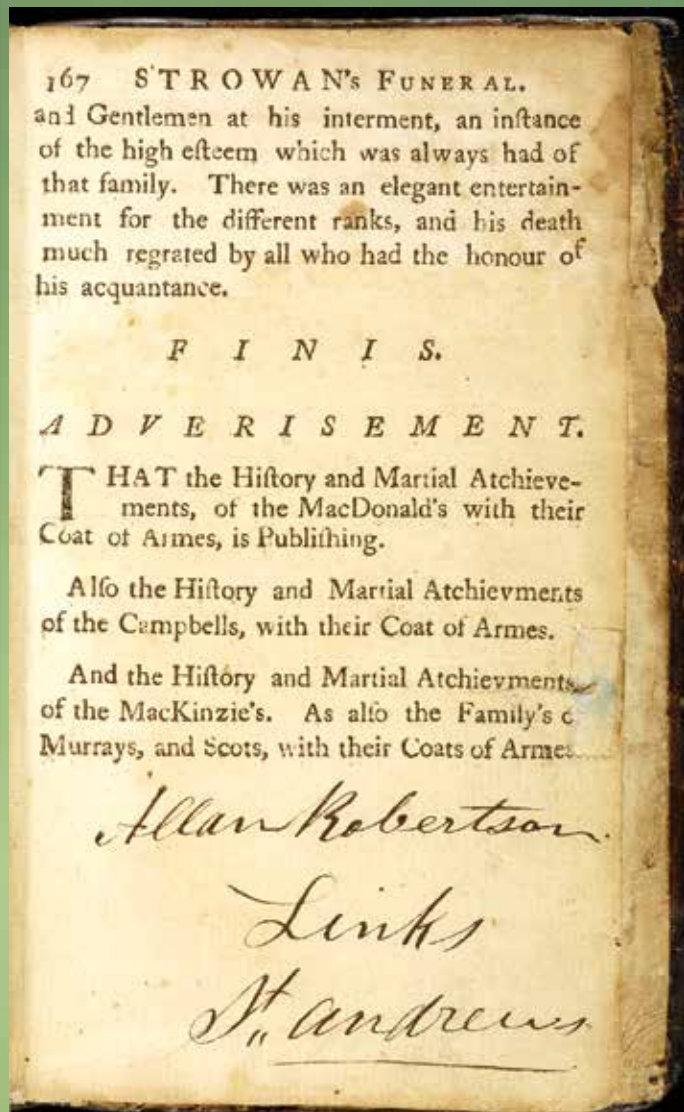 167 STROWAN's FUNERAL.
and Gentlemen at his interment, an inſtance
of the high eſteem which was always had of
that family. There was an elegant entertain-
ment for the different ranks, and his death
much regrated by all who had the honour of
his acquantance.
F I N I S.
A D V E R I S E M E N T.
THAT the Hiſtory and Martial Atchieve-
ments, of the MacDonald's with their
Coat of Armes, is Publiſhing.
Alſo the Hiſtory and Martial Atchievments
of the Campbells, with their Coat of Armes.
And the Hiſtory and Martial Atchievments
of the MacKinzie's. As alſo the Family's
Murrays, and Scots, with their Coats of Armes
Allan Robertson
Links
St,, andrews